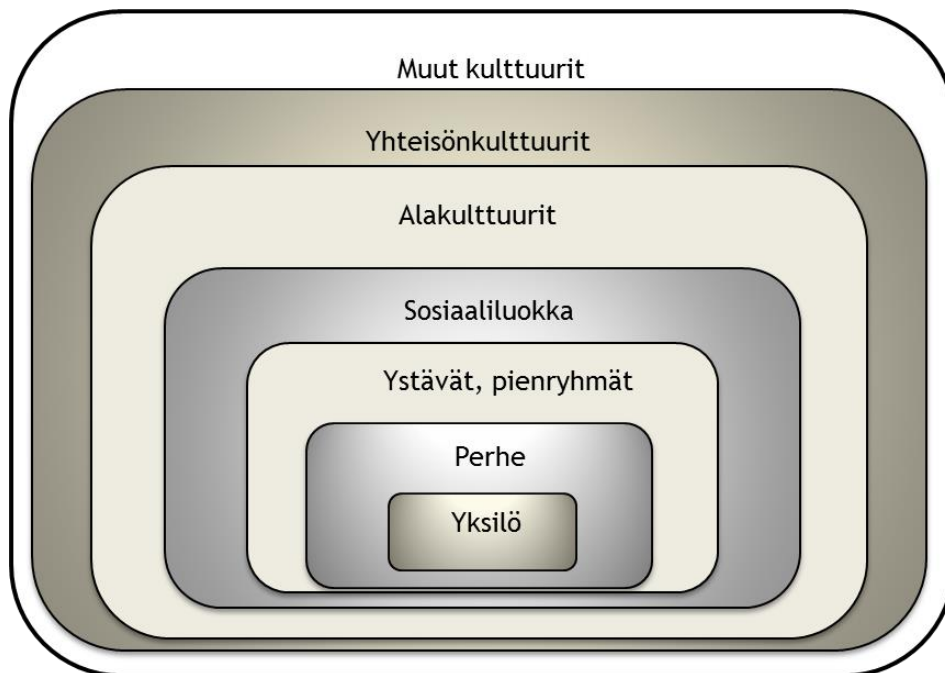 Muut kulttuurit
Yhteisönkulttuurit
Alakulttuurit
Sosiaaliluokka
Ystävät, pienryhmät
Perhe
Yksilö